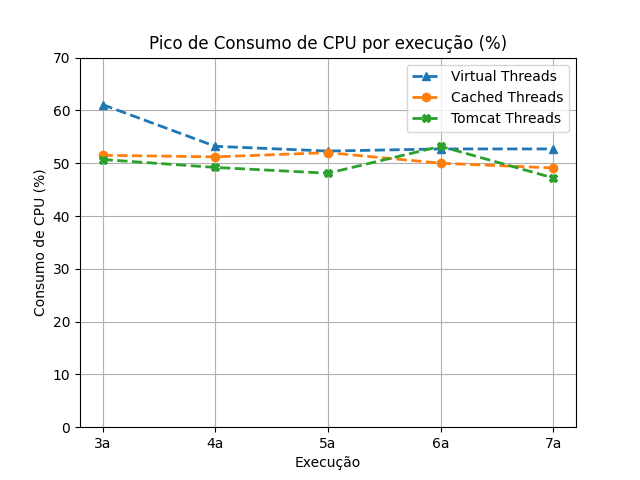 Pico de Consumo de CPU por execução (%)
Virtual Threads
Cached Threads
Tomcat Threads
Consumo de CPU (%)
70
60
50
40
30
20
10
0
3a 4a 5a 6a 7a
Execução